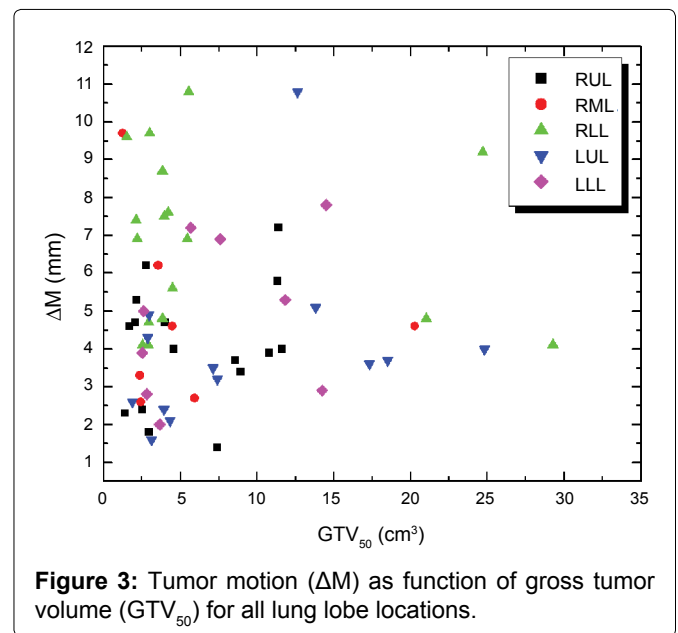 12
11
10
9
8
7
6
5
4
3
2
1
ΔM (mm)
RUL
RML
RLL
LUL
LLL
0 5 10 15 20 25 30 35
GTV₅₀ (cm³)
Figure 3: Tumor motion (ΔM) as function of gross tumor
volume (GTV₅₀) for all lung lobe locations.